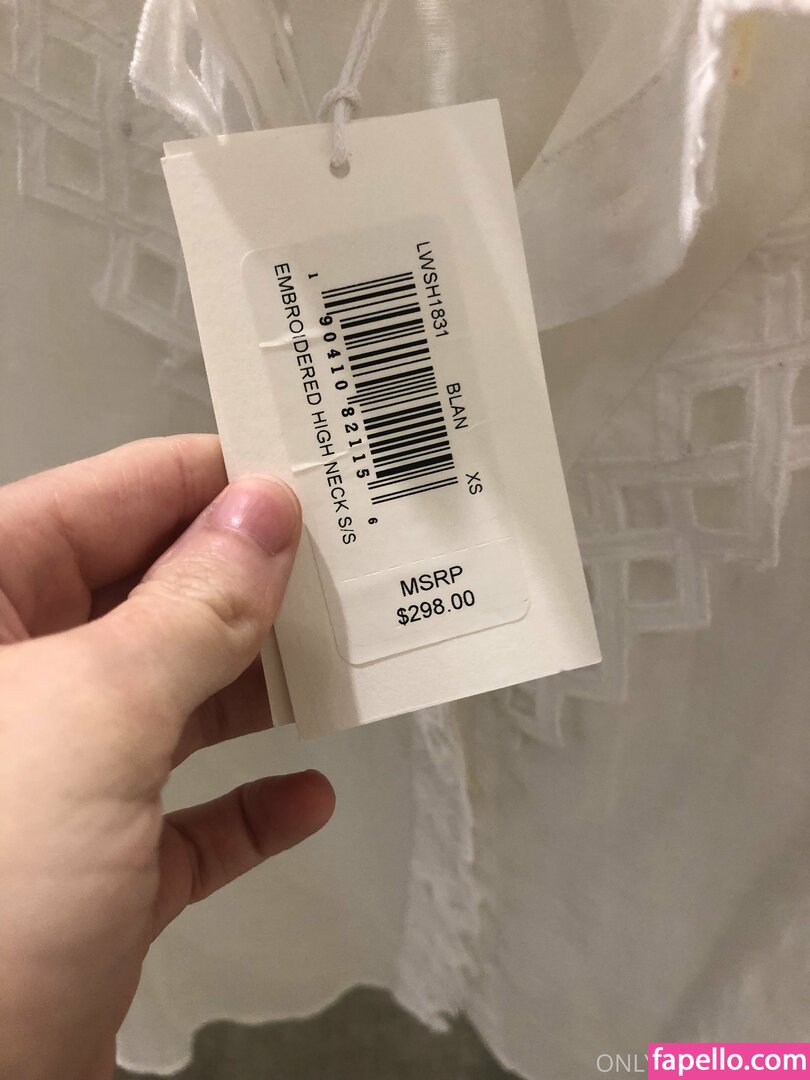 LWSH1831 BLAN XS
1 90410 82115 6
EMBROIDERED HIGH NECK S/S
MSRP
$298.00
ONLY
fapello.com